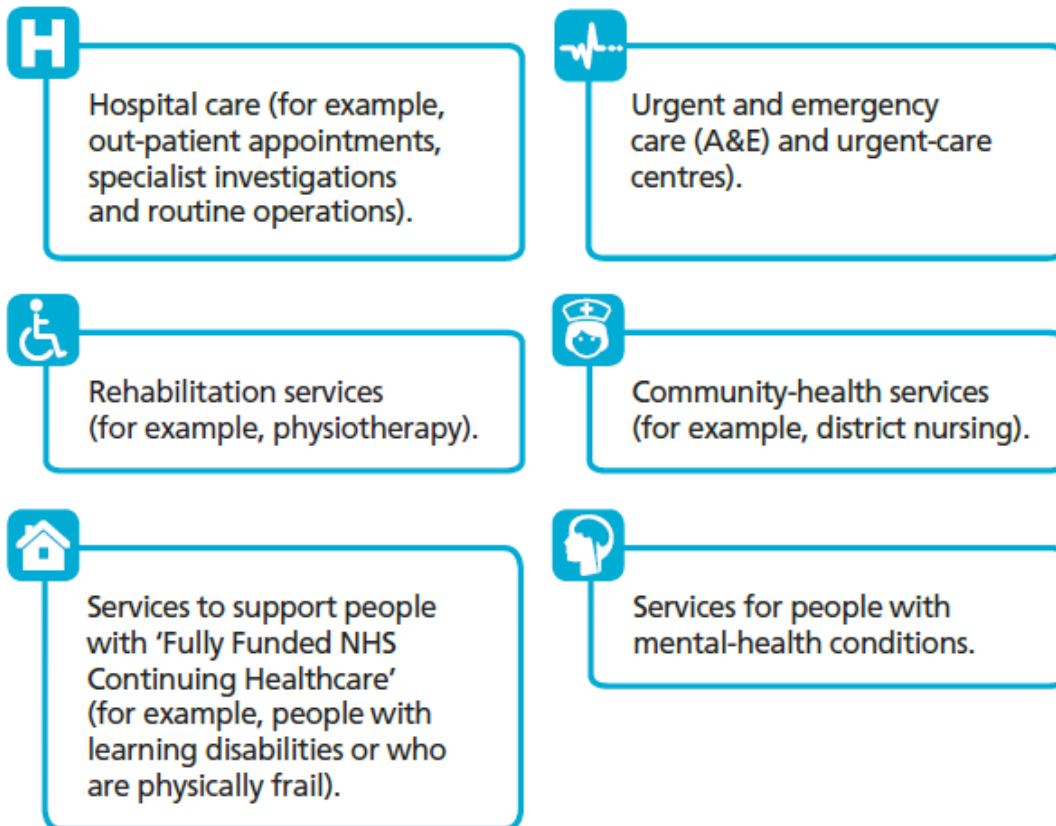 H
Hospital care (for example,
out-patient appointments,
specialist investigations
and routine operations).
Urgent and emergency
care (A&E) and urgent-care
centres).
Rehabilitation services
(for example, physiotherapy).
Community-health services
(for example, district nursing).
Services to support people
with ‘Fully Funded NHS
Continuing Healthcare’
(for example, people with
learning disabilities or who
are physically frail).
Services for people with
mental-health conditions.